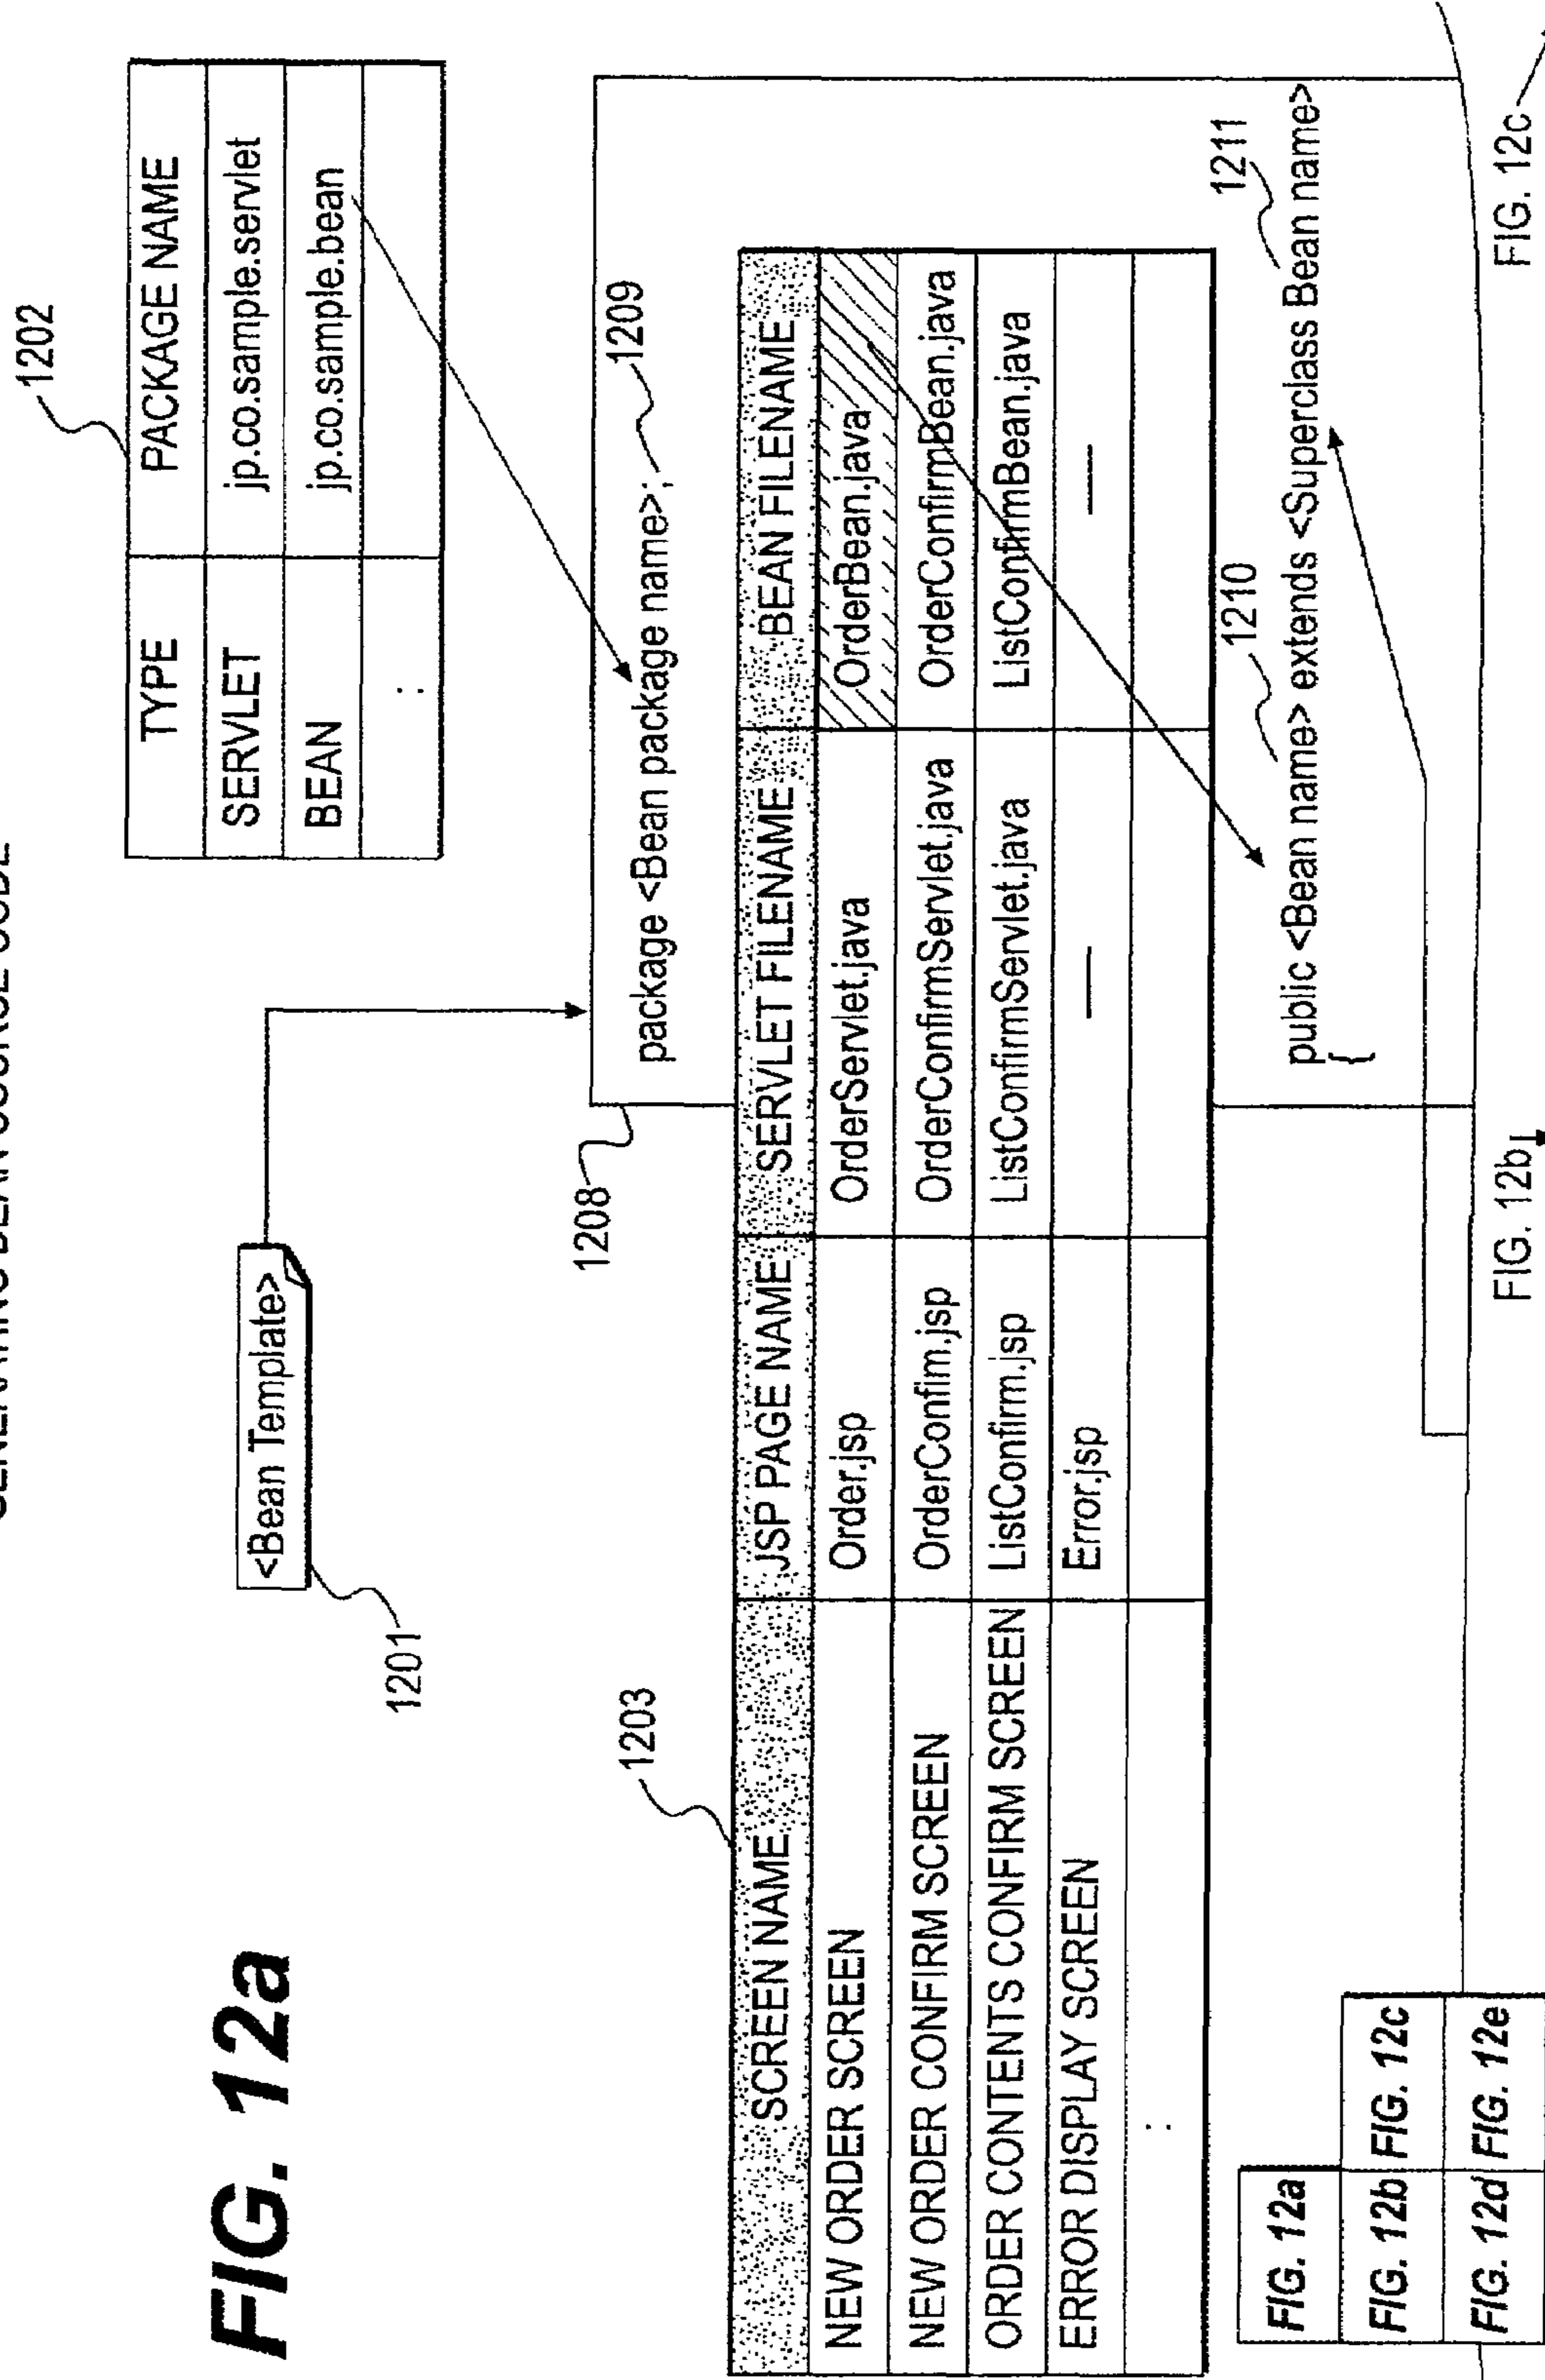 GENERATING BEAN SOURCE CODE
FIG. 12a
<Bean Template>
1201
1202
TYPE PACKAGE NAME
SERVLET jp.co.sample.servlet
BEAN jp.co.sample.bean
:
1208
package <Bean package name>;
1209
1203
SCREEN NAME JSP PAGE NAME SERVLET FILENAME BEAN FILENAME
NEW ORDER SCREEN Order.jsp OrderServlet.java OrderBean.java
NEW ORDER CONFIRM SCREEN OrderConfim.jsp OrderConfirmServlet.java OrderConfirmBean.java
ORDER CONTENTS CONFIRM SCREEN ListConfirm.jsp ListConfirmServlet.java ListConfirmBean.java
ERROR DISPLAY SCREEN Error.jsp — —
:
1210
1211
public <Bean name> extends <Superclass Bean name>
{
FIG. 12a
FIG. 12b FIG. 12c
FIG. 12d FIG. 12e
FIG. 12b
FIG. 12c